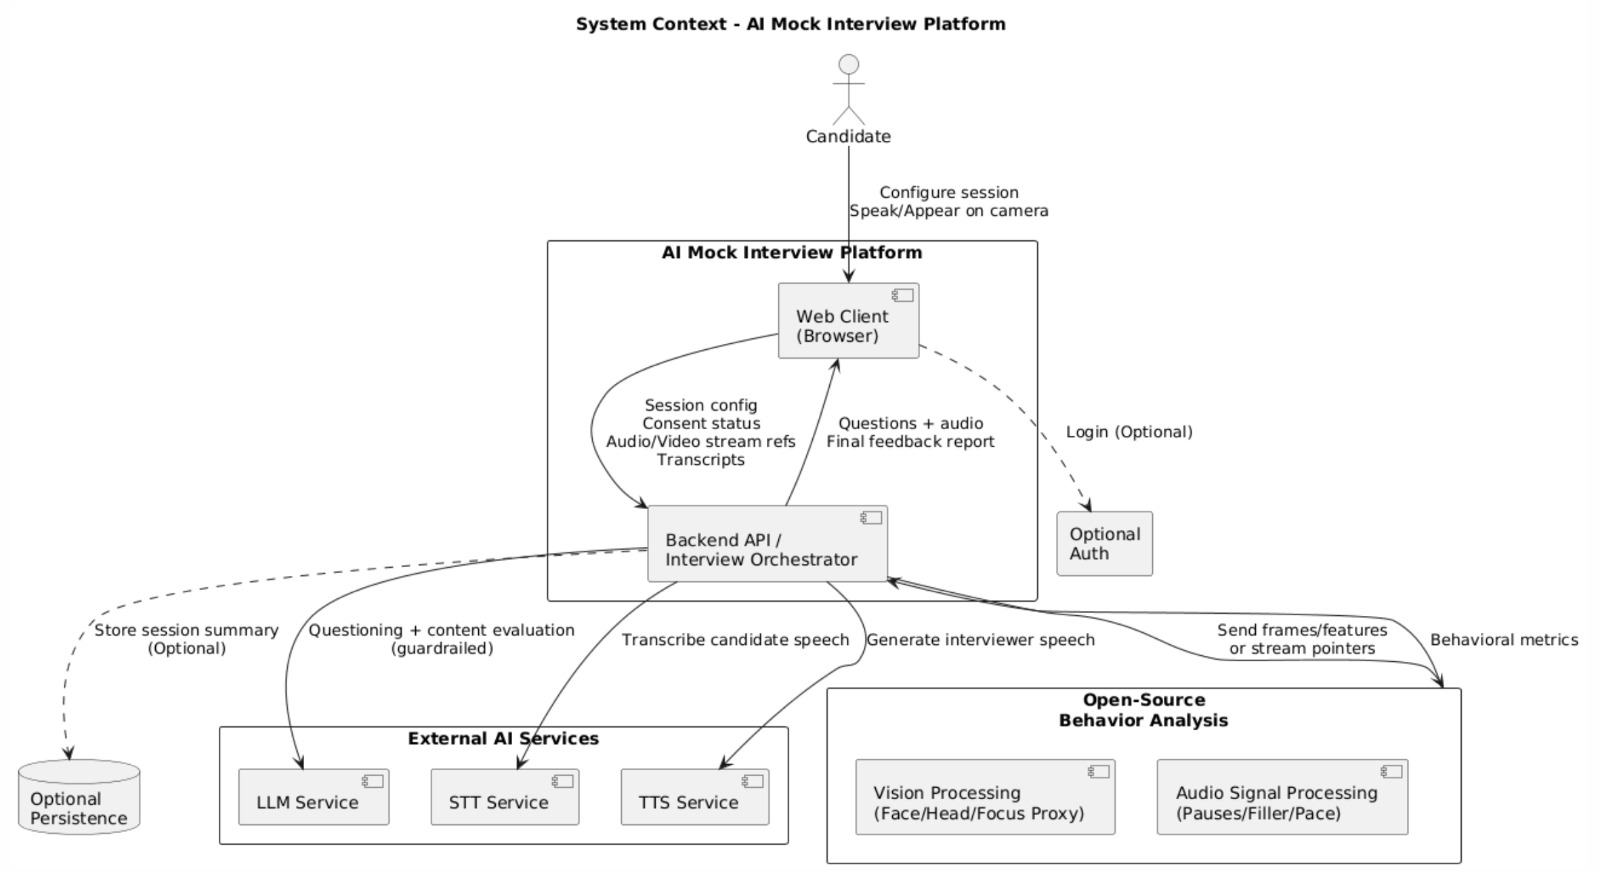 System Context - AI Mock Interview Platform
Candidate
Configure session
Speak/Appear on camera
AI Mock Interview Platform
Web Client
(Browser)
Session config
Consent status
Audio/Video stream refs
Transcripts
Questions + audio
Final feedback report
Login (Optional)
Backend API /
Interview Orchestrator
Optional
Auth
Store session summary
(Optional)
Questioning + content evaluation
(guardrailed)
Transcribe candidate speech
Generate interviewer speech
Send frames/features
or stream pointers
Behavioral metrics
Open-Source
Behavior Analysis
External AI Services
Optional
Persistence
LLM Service
STT Service
TTS Service
Vision Processing
(Face/Head/Focus Proxy)
Audio Signal Processing
(Pauses/Filler/Pace)